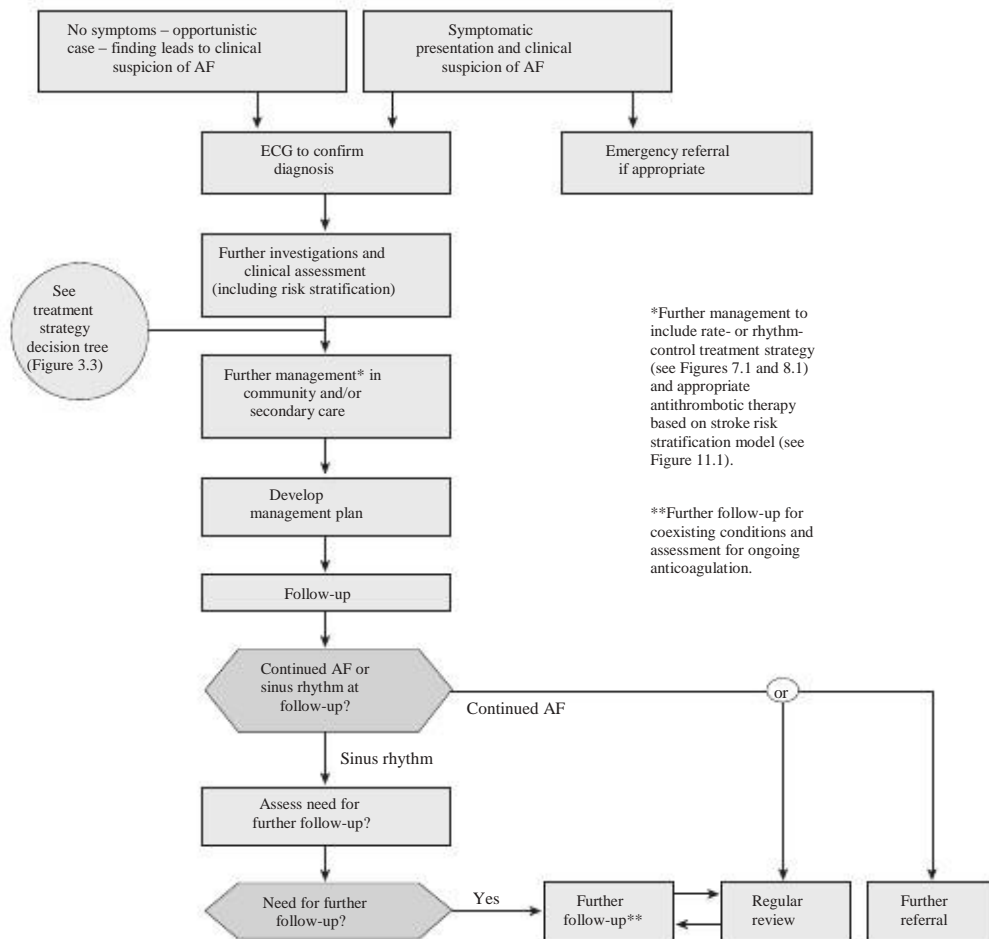 No symptoms – opportunistic
case – finding leads to clinical
suspicion of AF
Symptomatic
presentation and clinical
suspicion of AF
ECG to confirm
diagnosis
Emergency referral
if appropriate
Further investigations and
clinical assessment
(including risk stratification)
See
treatment
strategy
decision tree
(Figure 3.3)
Further management* in
community and/or
secondary care
*Further management to
include rate- or rhythm-
control treatment strategy
(see Figures 7.1 and 8.1)
and appropriate
antithrombotic therapy
based on stroke risk
stratification model (see
Figure 11.1).
Develop
management plan
**Further follow-up for
coexisting conditions and
assessment for ongoing
anticoagulation.
Follow-up
Continued AF or
sinus rhythm at
follow-up?
Continued AF
or
Sinus rhythm
Assess need for
further follow-up?
Need for further
follow-up?
Yes
Further
follow-up**
Regular
review
Further
referral